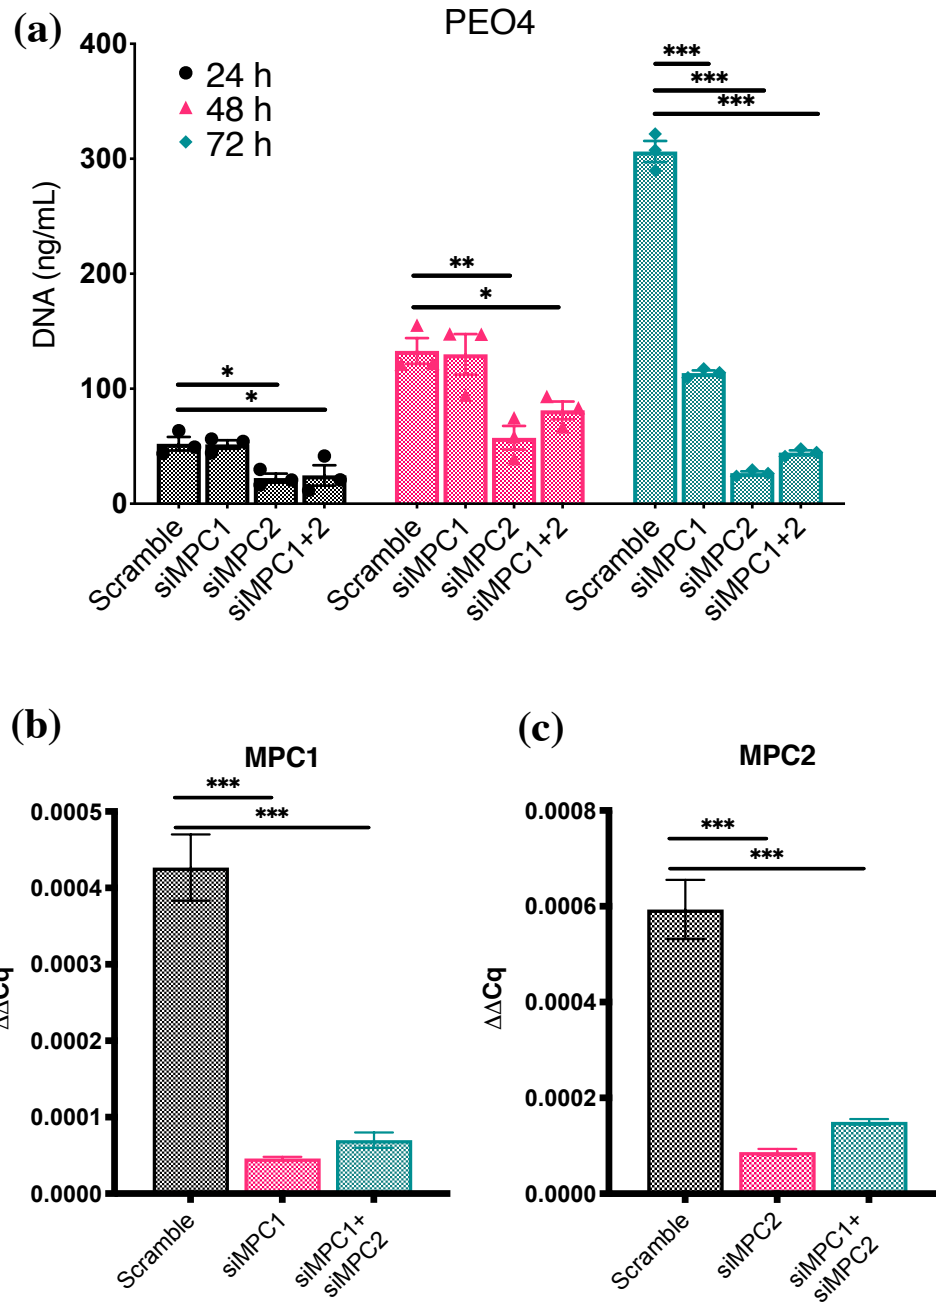 (a)
PEO4
DNA (ng/mL)
400
300
200
100
0
24 h
48 h
72 h
*
*
**
*
***
***
***
Scramble
siMPC1
siMPC2
siMPC1+2
Scramble
siMPC1
siMPC2
siMPC1+2
Scramble
siMPC1
siMPC2
siMPC1+2
(b)
MPC1
ΔΔCq
0.0005
0.0004
0.0003
0.0002
0.0001
0.0000
***
***
Scramble
siMPC1
siMPC1+
siMPC2
(c)
MPC2
ΔΔCq
0.0008
0.0006
0.0004
0.0002
0.0000
***
***
Scramble
siMPC2
siMPC1+
siMPC2